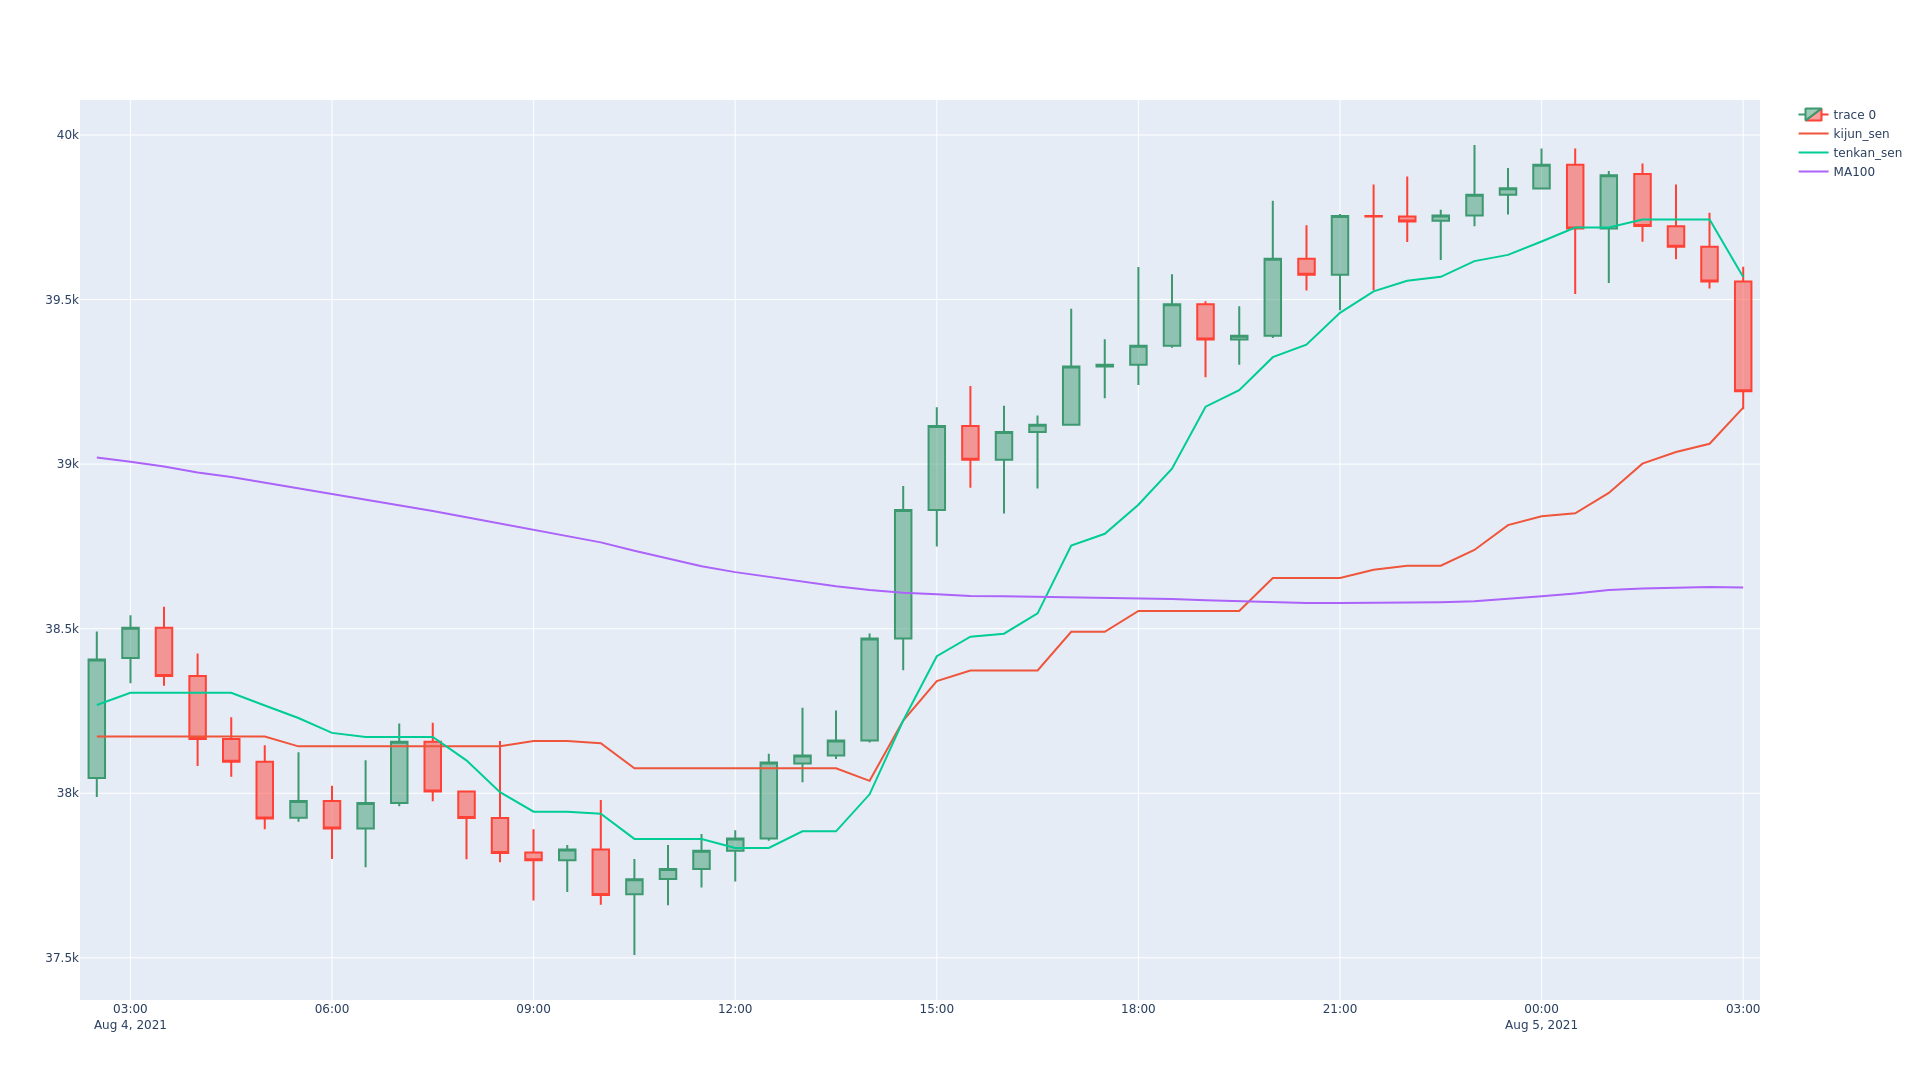 40k
39.5k
39k
38.5k
38k
37.5k
03:00
Aug 4, 2021
06:00
09:00
12:00
15:00
18:00
21:00
00:00
Aug 5, 2021
03:00
trace 0
kijun_sen
tenkan_sen
MA100